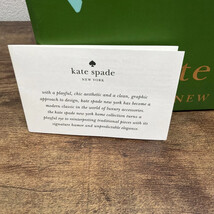 kate spade
NEW YORK
with a playful, chic aesthetic and a clean, graphic
approach to design, kate spade new york has become a
modern classic in the world of luxury accessories.
the kate spade new york home collection turns a
playful eye to reinterpreting traditional pieces with its
signature humor and unpredictable elegance.
te
NEW